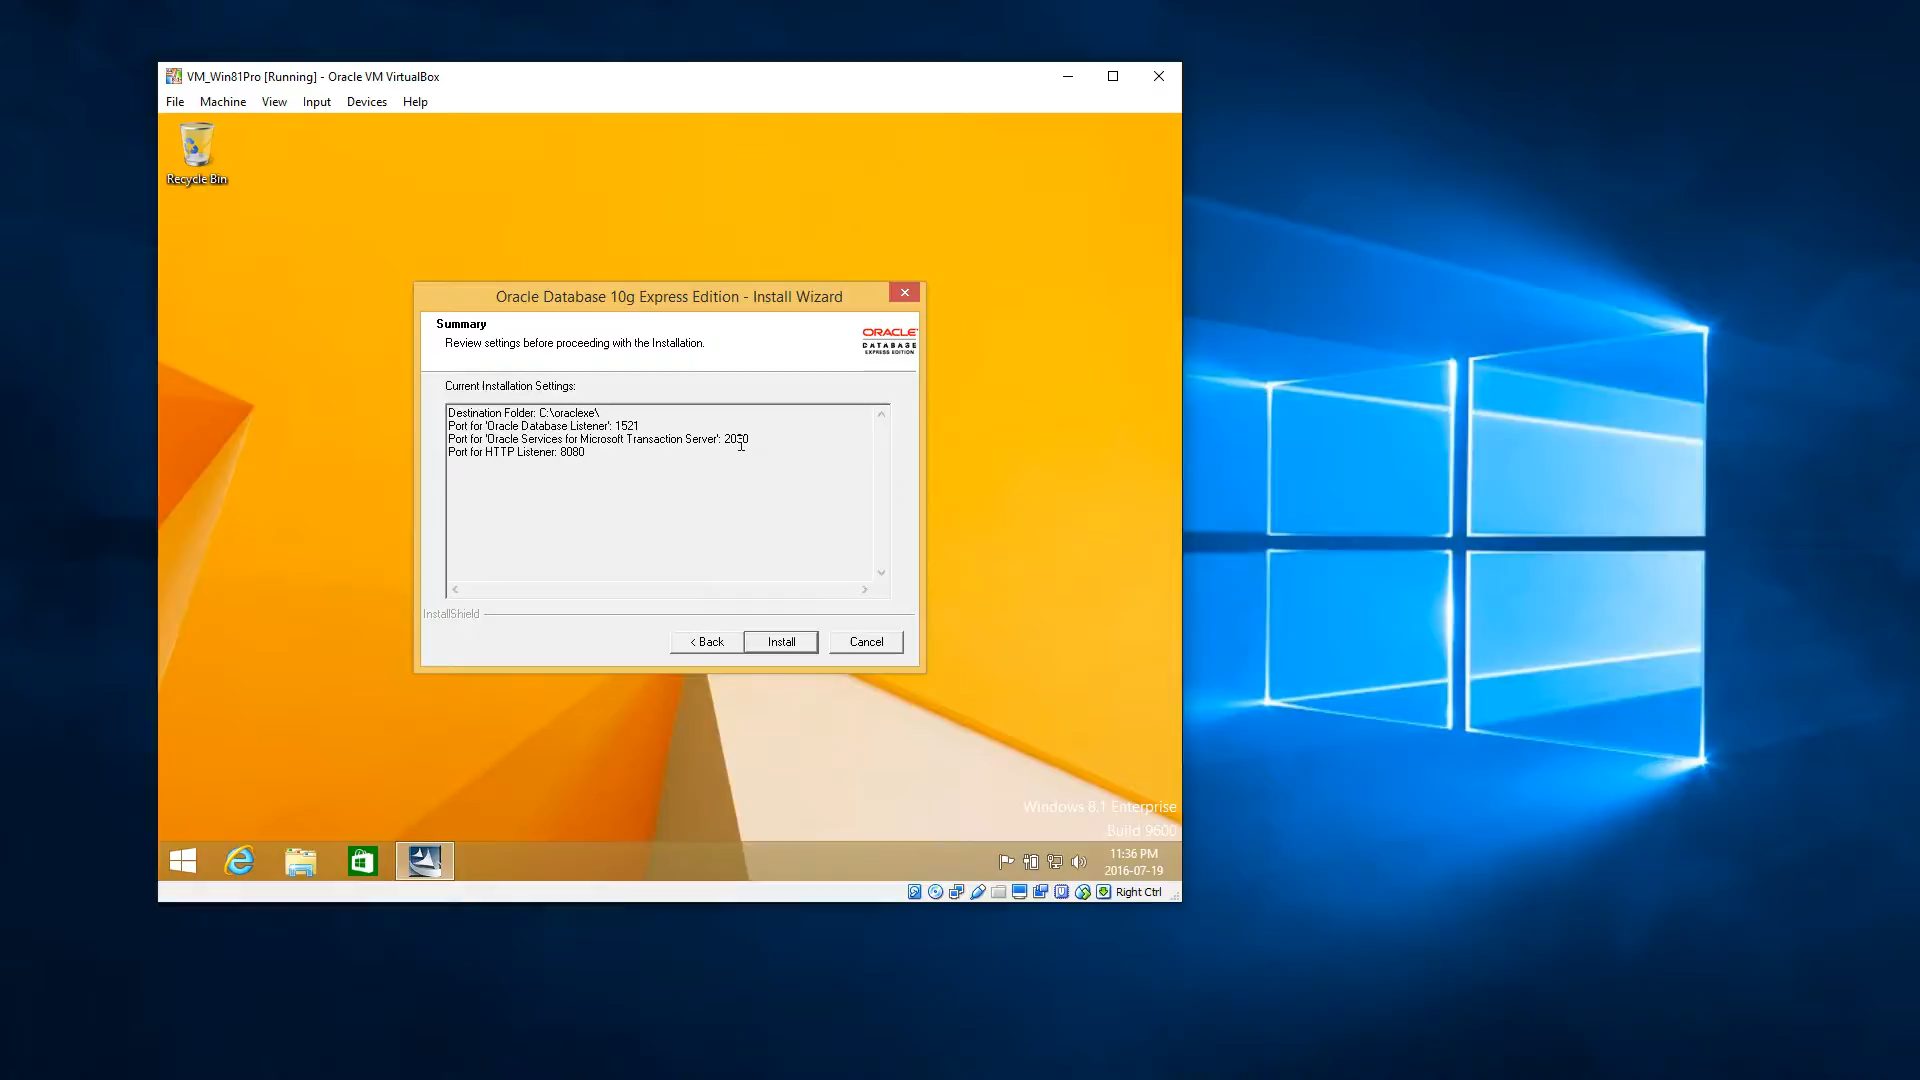 VM_Win81Pro [Running] - Oracle VM VirtualBox
File Machine View Input Devices Help
Recycle Bin
Oracle Database 10g Express Edition - Install Wizard
Summary
Review settings before proceeding with the Installation.
ORACLE
DATABASE
EXPRESS EDITION
Current Installation Settings:
Destination Folder: C:\oraclexe\
Port for 'Oracle Database Listener': 1521
Port for 'Oracle Services for Microsoft Transaction Server':
Port for HTTP Listener: 8080
InstallShield
< Back Install Cancel
Windows 8.1 Enterprise
Build 9600
11:36 PM
2016-07-19
Right Ctrl